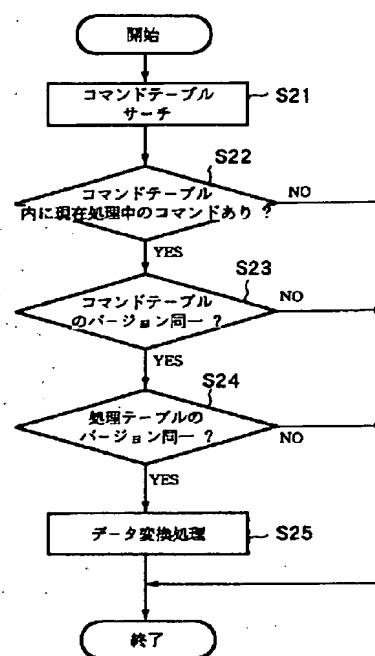 開始
コマンドテーブル
サーチ
S21
S22
コマンドテーブル
内に現在処理中のコマンドあり ?
NO
YES
S23
コマンドテーブル
のバージョン同一 ?
NO
YES
S24
処理テーブルの
バージョン同一 ?
NO
YES
データ変換処理
S25
終了